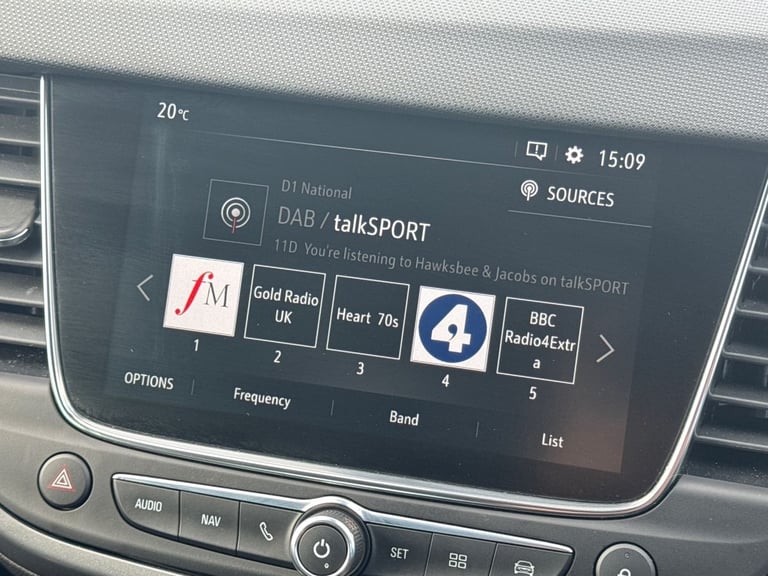 20°C
15:09
SOURCES
D1 National
DAB / talkSPORT
11D You're listening to Hawksbee & Jacobs on talkSPORT
fM
Gold Radio
UK
Heart 70s
4
BBC
Radio4Extr
a
1
2
3
4
5
OPTIONS
Frequency
Band
List
AUDIO
NAV
SET